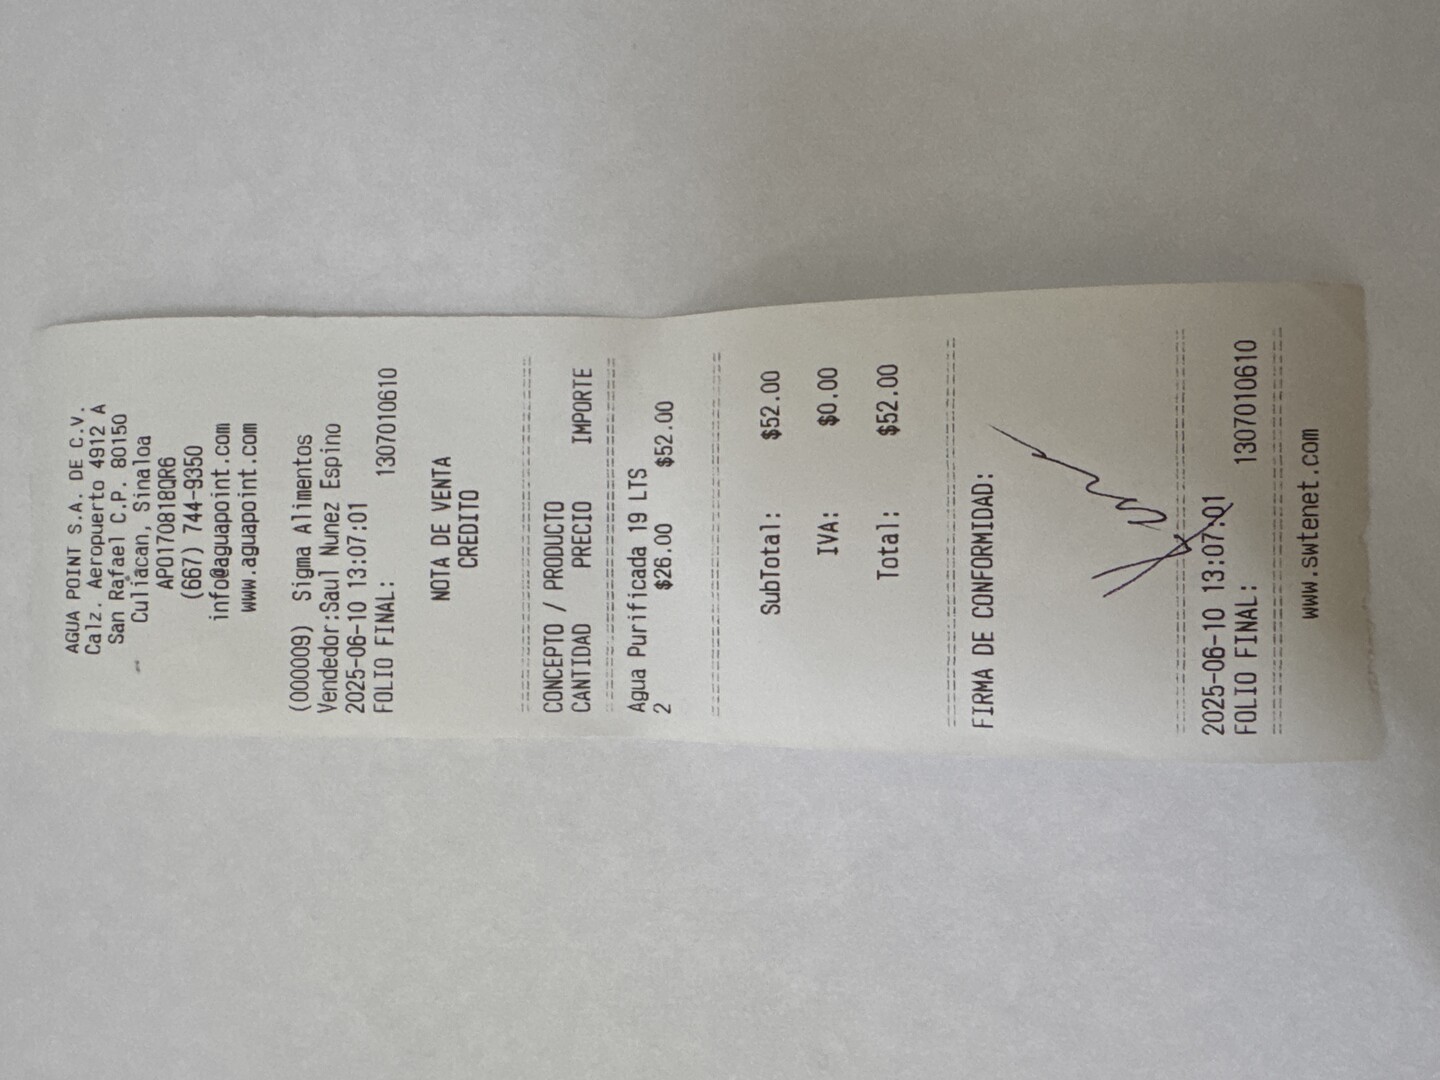 AGUA POINT S.A. DE C.V.
Calz. Aeropuerto 4912 A
San Rafael C.P. 80150
Culiacan, Sinaloa
APO170818QR6
(667) 744-9350
info@aguapoint.com
www.aguapoint.com
(000009) Sigma Alimentos
Vendedor:Saul Nunez Espino
2025-06-10 13:07:01
FOLIO FINAL: 1307010610
NOTA DE VENTA
CREDITO
==========================
CONCEPTO / PRODUCTO
CANTIDAD PRECIO IMPORTE
==========================
Agua Purificada 19 LTS
2 $26.00 $52.00
==========================
SubTotal: $52.00
IVA: $0.00
Total: $52.00
==========================
FIRMA DE CONFORMIDAD:
==========================
2025-06-10 13:07:01
FOLIO FINAL: 1307010610
==========================
www.swtenet.com